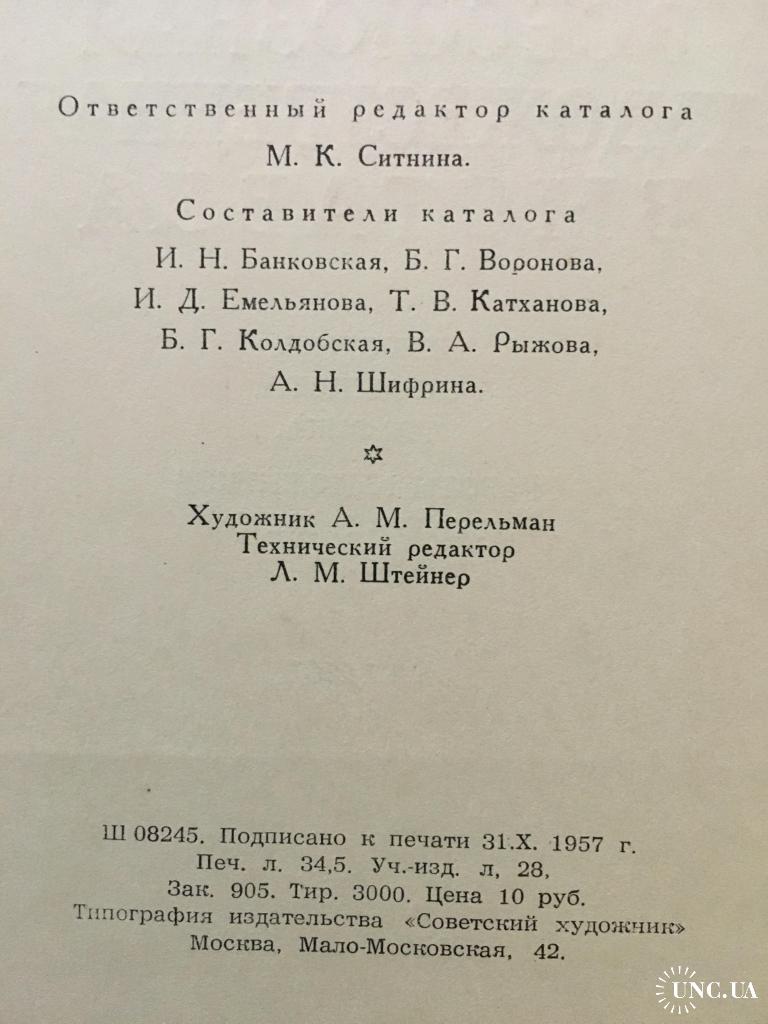 Ответственный редактор каталога
М. К. Ситнина.
Составители каталога
И. Н. Банковская, Б. Г. Воронова,
И. Д. Емельянова, Т. В. Катханова,
Б. Г. Колдобская, В. А. Рыжова,
А. Н. Шифрина.
Художник А. М. Перельман
Технический редактор
Л. М. Штейнер
Ш 08245. Подписано к печати 31.X. 1957 г.
Печ. л. 34,5. Уч.-изд. л, 28,
Зак. 905. Тир. 3000. Цена 10 руб.
Типография издательства «Советский художник»
Москва, Мало-Московская, 42.
UNC.UA